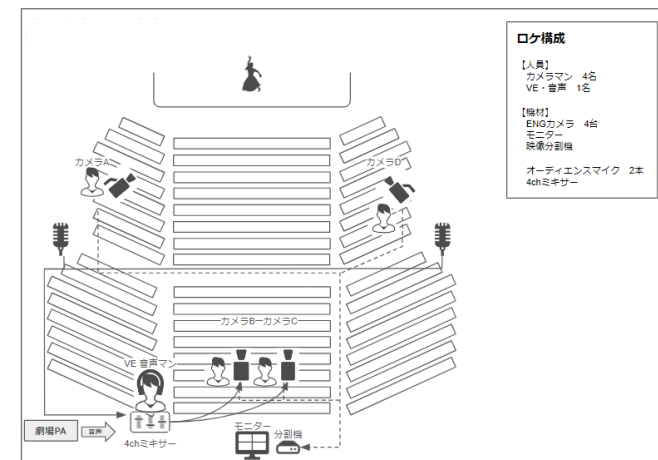 ロケ構成
【人員】
カメラマン　4名
VE・音声　1名
【機材】
ENGカメラ　4台
モニター
映像分割機
オーディエンスマイク　2本
4chミキサー
カメラA
カメラD
カメラB
カメラC
VE 音声マン
劇場PA
音声
4chミキサー
モニター
分割機